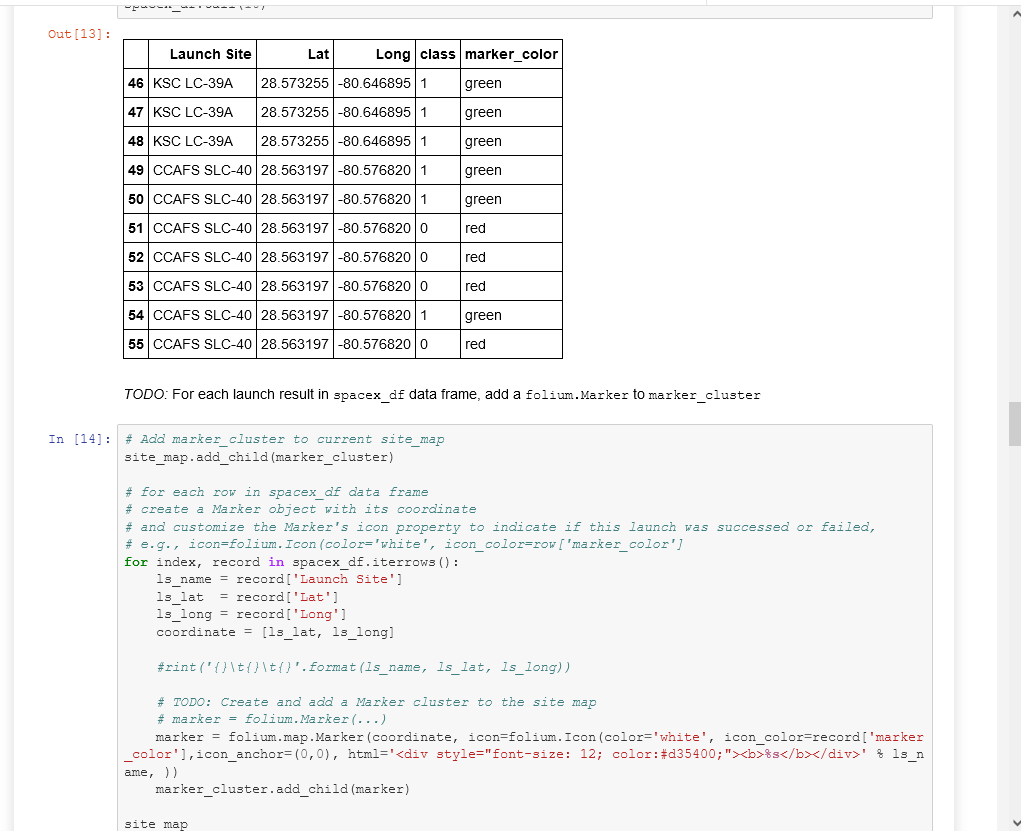 Out[13]:
Launch Site Lat Long class marker_color
46 KSC LC-39A 28.573255 -80.646895 1 green
47 KSC LC-39A 28.573255 -80.646895 1 green
48 KSC LC-39A 28.573255 -80.646895 1 green
49 CCAFS SLC-40 28.563197 -80.576820 1 green
50 CCAFS SLC-40 28.563197 -80.576820 1 green
51 CCAFS SLC-40 28.563197 -80.576820 0 red
52 CCAFS SLC-40 28.563197 -80.576820 0 red
53 CCAFS SLC-40 28.563197 -80.576820 0 red
54 CCAFS SLC-40 28.563197 -80.576820 1 green
55 CCAFS SLC-40 28.563197 -80.576820 0 red
TODO: For each launch result in spacex_df data frame, add a folium.Marker to marker_cluster
In [14]:
# Add marker_cluster to current site_map
site_map.add_child(marker_cluster)
# for each row in spacex_df data frame
# create a Marker object with its coordinate
# and customize the Marker's icon property to indicate if this launch was successed or failed,
# e.g., icon=folium.Icon(color='white', icon_color=row['marker_color']
for index, record in spacex_df.iterrows():
ls_name = record['Launch Site']
ls_lat  = record['Lat']
ls_long = record['Long']
coordinate = [ls_lat, ls_long]
#rint('{}\t{}\t{}'.format(ls_name, ls_lat, ls_long))
# TODO: Create and add a Marker cluster to the site map
# marker = folium.Marker(...)
marker = folium.map.Marker(coordinate, icon=folium.Icon(color='white', icon_color=record['marker
_color'],icon_anchor=(0,0), html='<div style="font-size: 12; color:#d35400;"><b>%s</b></div>' % ls_n
ame, ))
marker_cluster.add_child(marker)
site_map